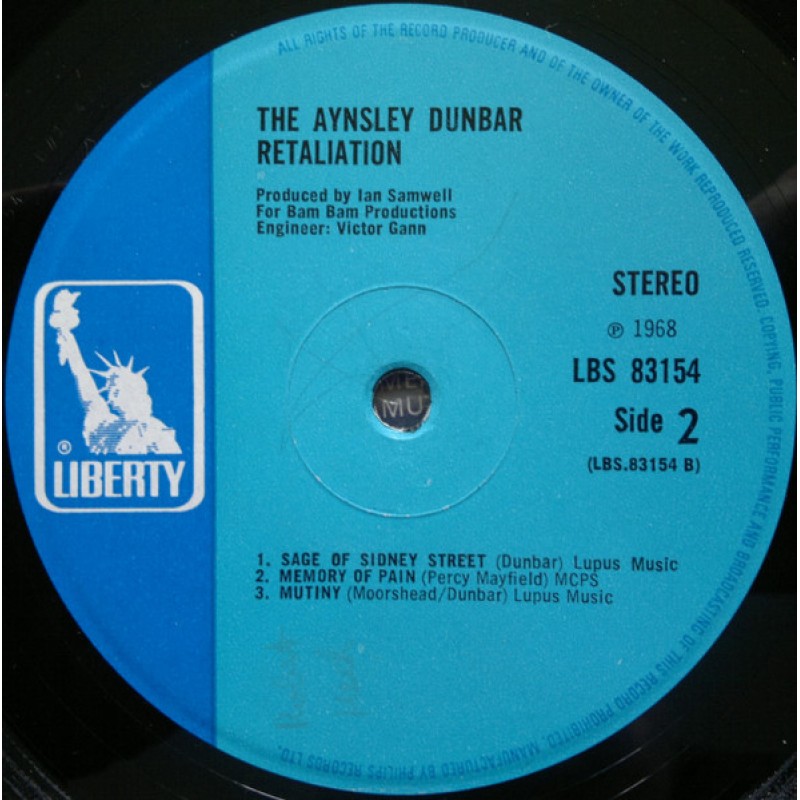 ALL RIGHTS OF THE RECORD PRODUCER AND OF THE OWNER OF THE WORK REPRODUCED RESERVED. COPYING, PUBLIC PERFORMANCE AND BROADCASTING OF THIS RECORD PROHIBITED. MANUFACTURED BY PHILIPS RECORDS LTD.
THE AYNSLEY DUNBAR
RETALIATION
Produced by Ian Samwell
For Bam Bam Productions
Engineer: Victor Gann
STEREO
℗ 1968
LBS 83154
Side 2
(LBS.83154 B)
MU
® LIBERTY
1. SAGE OF SIDNEY STREET (Dunbar) Lupus Music
2. MEMORY OF PAIN (Percy Mayfield) MCPS
3. MUTINY (Moorshead/Dunbar) Lupus Music